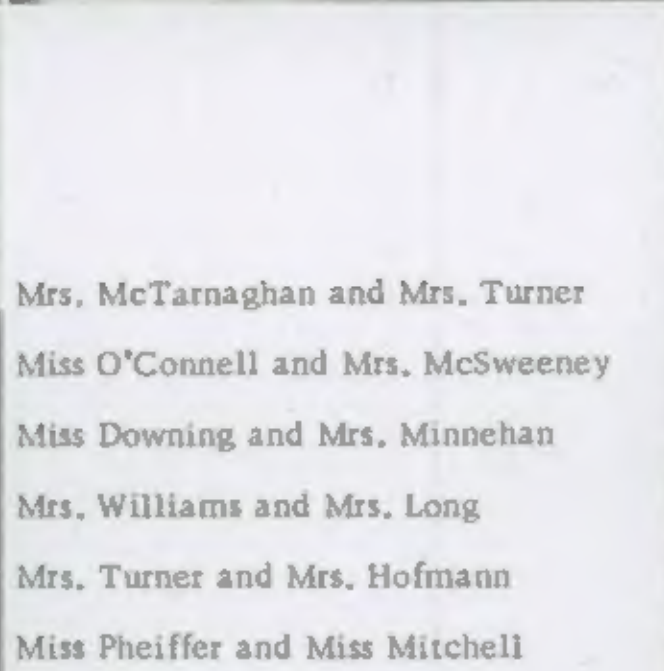 Mrs. McTarnaghan and Mrs. Turner
Miss O'Connell and Mrs. McSweeney
Miss Downing and Mrs. Minnehan
Mrs. Williams and Mrs. Long
Mrs. Turner and Mrs. Hofmann
Miss Pheiffer and Miss Mitchell